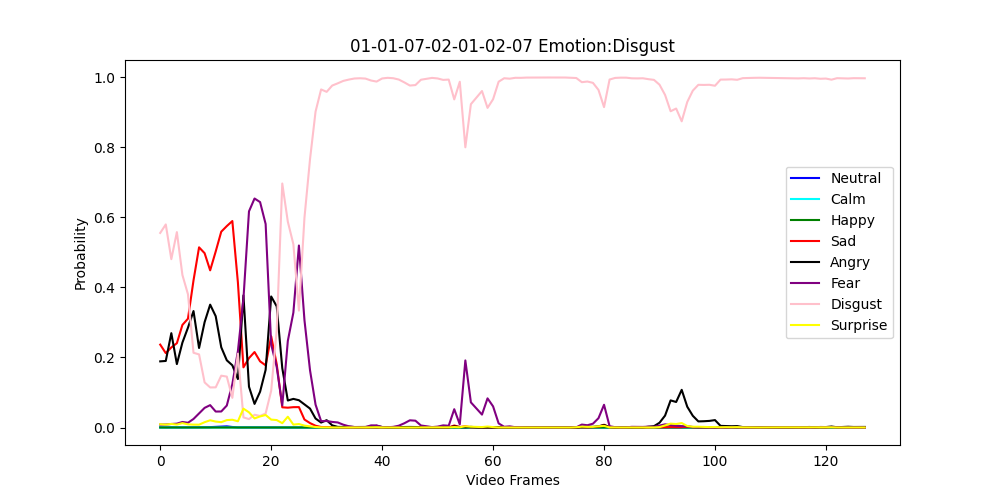 01-01-07-02-01-02-07 Emotion:Disgust
1.0
0.8
0.6
0.4
0.2
0.0
Probability
Neutral
Calm
Happy
Sad
Angry
Fear
Disgust
Surprise
0 20 40 60 80 100 120
Video Frames